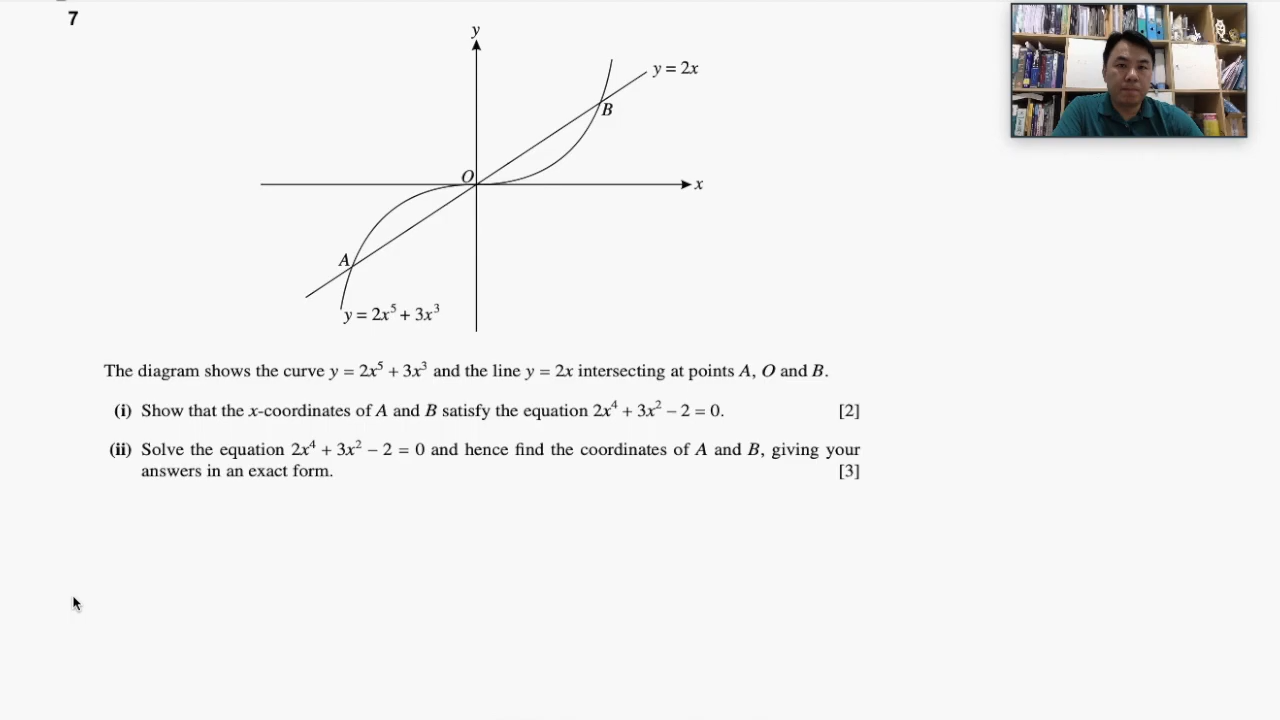 7
y
y = 2x
B
O
x
A
y = 2x⁵ + 3x³
The diagram shows the curve y = 2x⁵ + 3x³ and the line y = 2x intersecting at points A, O and B.
(i) Show that the x-coordinates of A and B satisfy the equation 2x⁴ + 3x² – 2 = 0. [2]
(ii) Solve the equation 2x⁴ + 3x² – 2 = 0 and hence find the coordinates of A and B, giving your
answers in an exact form. [3]